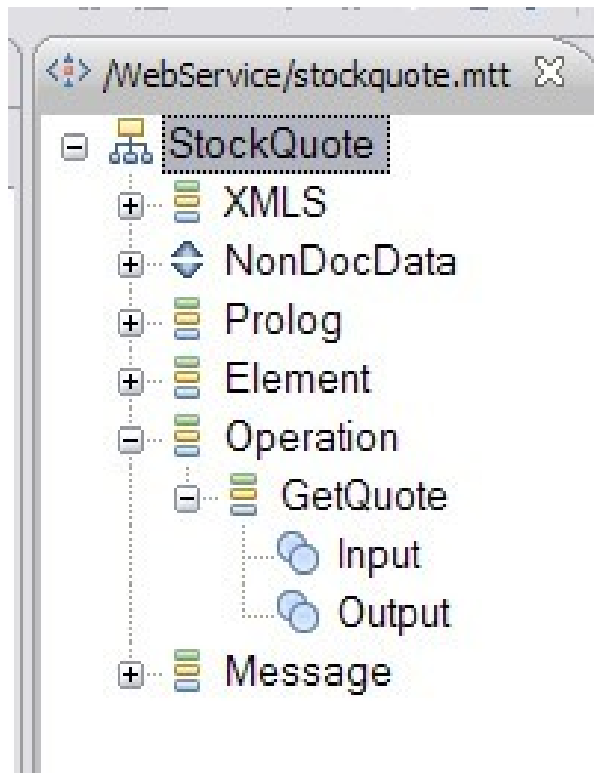 /WebService/stockquote.mtt
StockQuote
XMLS
NonDocData
Prolog
Element
Operation
GetQuote
Input
Output
Message